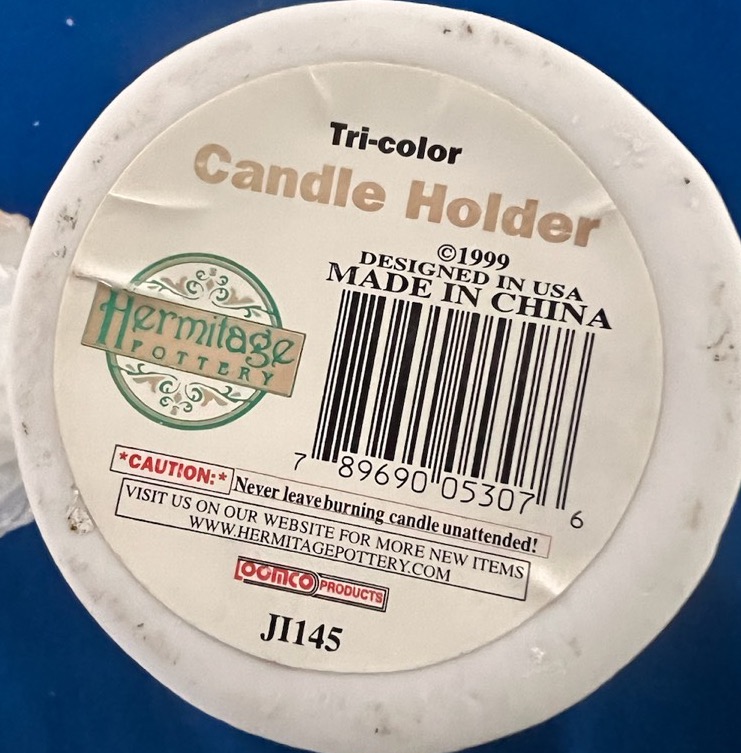 Tri-color
Candle Holder
©1999
DESIGNED IN USA
MADE IN CHINA
Hermitage
POTTERY
7 89690 05307 6
*CAUTION:* Never leave burning candle unattended!
VISIT US ON OUR WEBSITE FOR MORE NEW ITEMS
WWW.HERMITAGEPOTTERY.COM
LOOMCO PRODUCTS
JI145